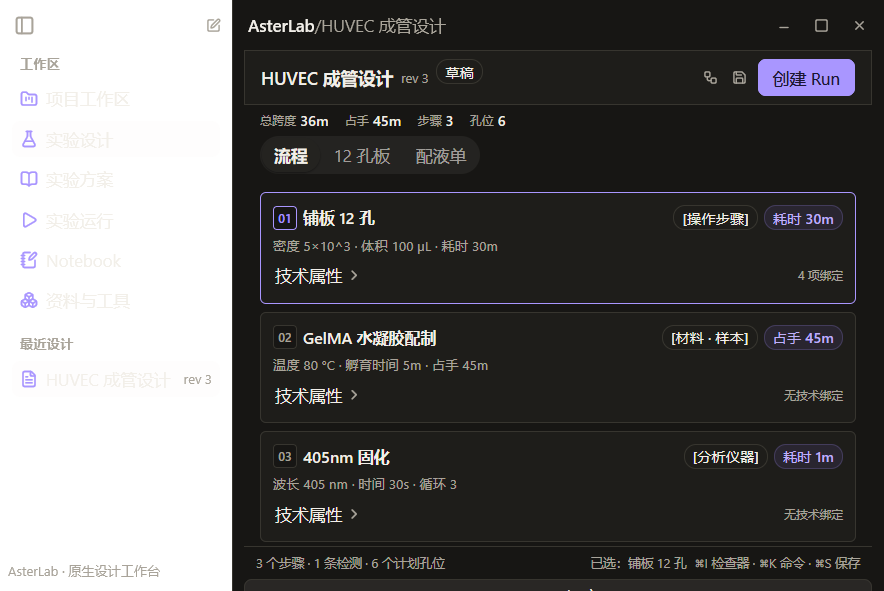 AsterLab/HUVEC 成管设计
工作区
项目工作区
实验设计
实验方案
实验运行
Notebook
资料与工具
最近设计
HUVEC 成管设计 rev 3
AsterLab · 原生设计工作台
HUVEC 成管设计 rev 3 草稿
创建 Run
总跨度 36m 占手 45m 步骤 3 孔位 6
流程 12 孔板 配液单
01 铺板 12 孔 [操作步骤] 耗时 30m
密度 5×10^3 · 体积 100 µL · 耗时 30m
技术属性 4 项绑定
02 GelMA 水凝胶配制 [材料 · 样本] 占手 45m
温度 80 °C · 孵育时间 5m · 占手 45m
技术属性 无技术绑定
03 405nm 固化 [分析仪器] 耗时 1m
波长 405 nm · 时间 30s · 循环 3
技术属性 无技术绑定
3 个步骤 · 1 条检测 · 6 个计划孔位 已选: 铺板 12 孔 ⌘I 检查器 · ⌘K 命令 · ⌘S 保存